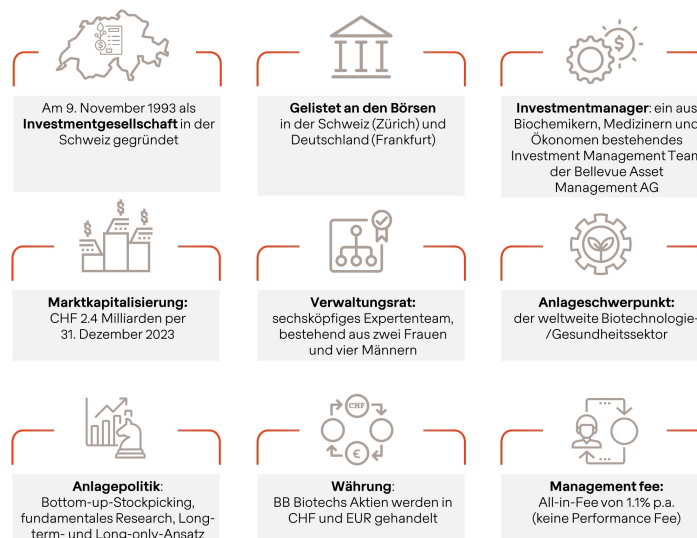 Am 9. November 1993 als
Investmentgesellschaft in der
Schweiz gegründet
Gelistet an den Börsen
in der Schweiz (Zürich) und
Deutschland (Frankfurt)
Investmentmanager: ein aus
Biochemikern, Medizinern und
Ökonomen bestehendes
Investment Management Team
der Bellevue Asset
Management AG
Marktkapitalisierung:
CHF 2.4 Milliarden per
31. Dezember 2023
Verwaltungsrat:
sechsköpfiges Expertenteam,
bestehend aus zwei Frauen
und vier Männern
Anlageschwerpunkt:
der weltweite Biotechnologie-
/Gesundheitssektor
CHF
€
Anlagepolitik:
Bottom-up-Stockpicking,
fundamentales Research, Long-
term- und Long-only-Ansatz
Währung:
BB Biotechs Aktien werden in
CHF und EUR gehandelt
Management fee:
All-in-Fee von 1.1% p.a.
(keine Performance Fee)